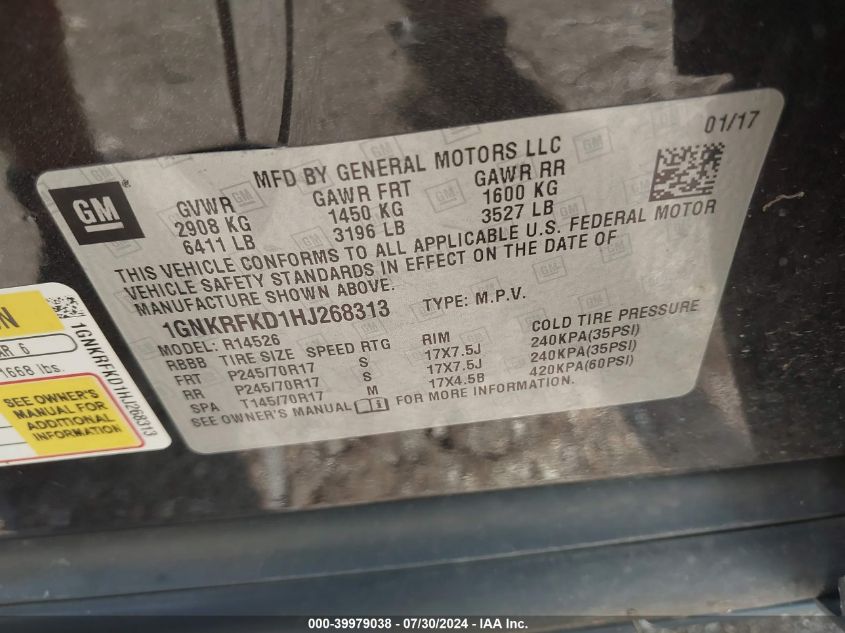 01/17
MFD BY GENERAL MOTORS LLC
GM
GVWR GAWR FRT GAWR RR
2908 KG 1450 KG 1600 KG
6411 LB 3196 LB 3527 LB
THIS VEHICLE CONFORMS TO ALL APPLICABLE U.S. FEDERAL MOTOR
VEHICLE SAFETY STANDARDS IN EFFECT ON THE DATE OF
MANUFACTURE SHOWN ABOVE.
1GNKRFKD1HJ268313 TYPE: M.P.V.
MODEL: R14526
RBBB TIRE SIZE SPEED RTG RIM COLD TIRE PRESSURE
FRT P245/70R17 S 17X7.5J 240KPA(35PSI)
RR P245/70R17 S 17X7.5J 240KPA(35PSI)
SPA T145/70R17 M 17X4.5B 420KPA(60PSI)
SEE OWNER'S MANUAL FOR MORE INFORMATION.
1GNKRFKD1HJ268313
AR 6
1668 lbs.
SEE OWNER'S
MANUAL FOR
ADDITIONAL
INFORMATION
000-39979038 - 07/30/2024 - IAA Inc.